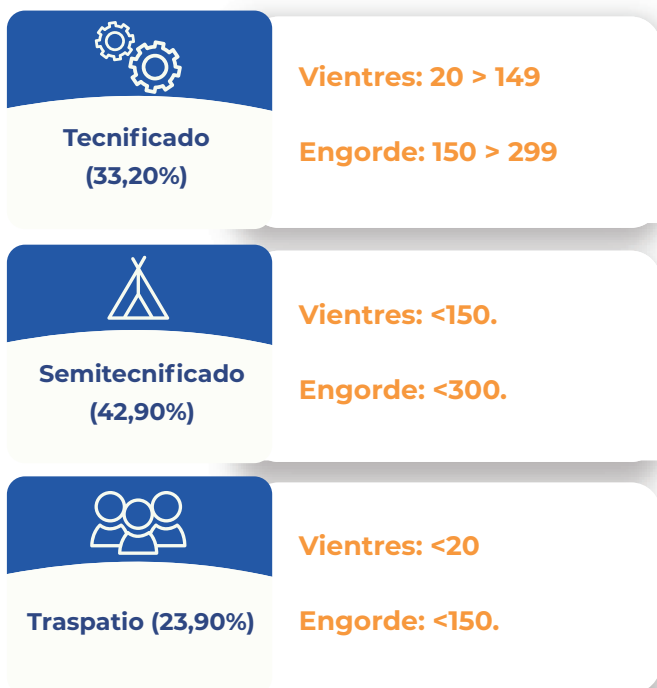 Tecnificado
(33,20%)
Vientres: 20 > 149
Engorde: 150 > 299
Semitecnificado
(42,90%)
Vientres: <150.
Engorde: <300.
Traspatio (23,90%)
Vientres: <20
Engorde: <150.